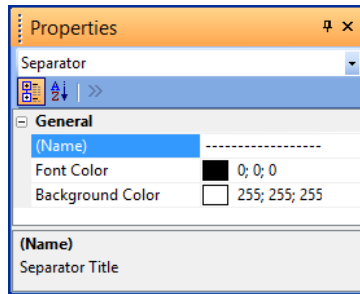 Properties
Separator
General
(Name) ------------------
Font Color 0; 0; 0
Background Color 255; 255; 255
(Name)
Separator Title